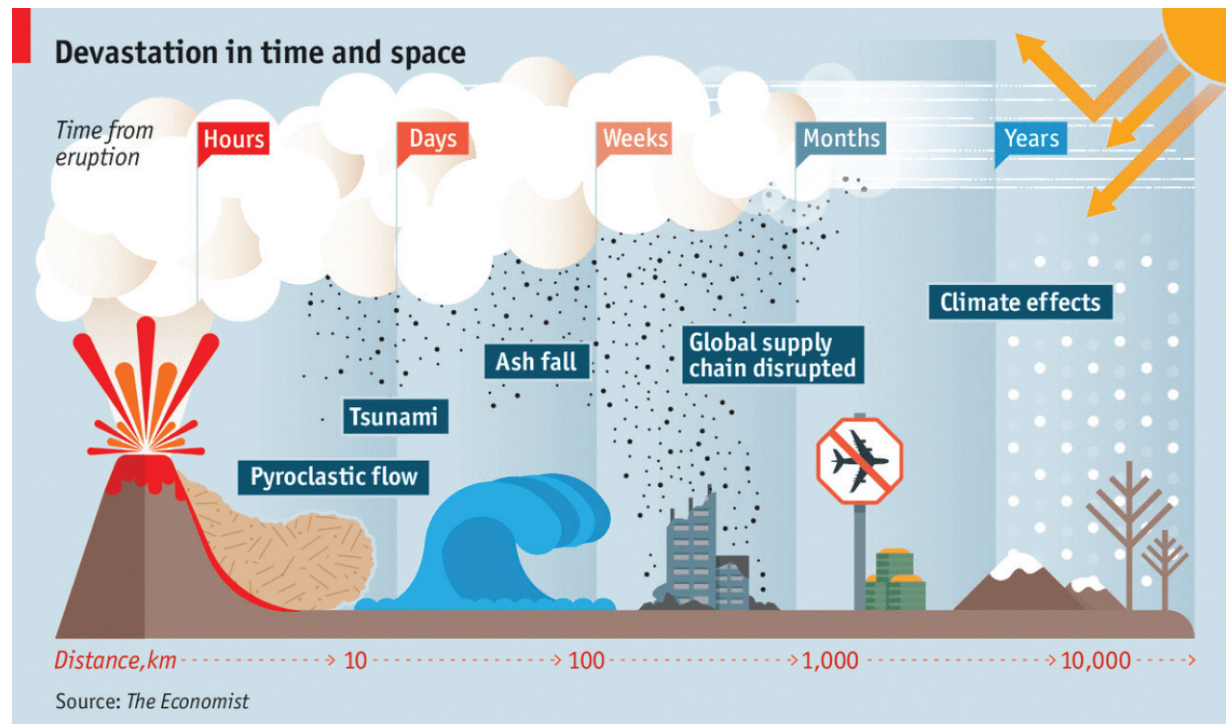 Devastation in time and space
Time from
eruption
Hours
Days
Weeks
Months
Years
Climate effects
Global supply
chain disrupted
Ash fall
Tsunami
Pyroclastic flow
Distance,km 10 100 1,000 10,000
Source: The Economist